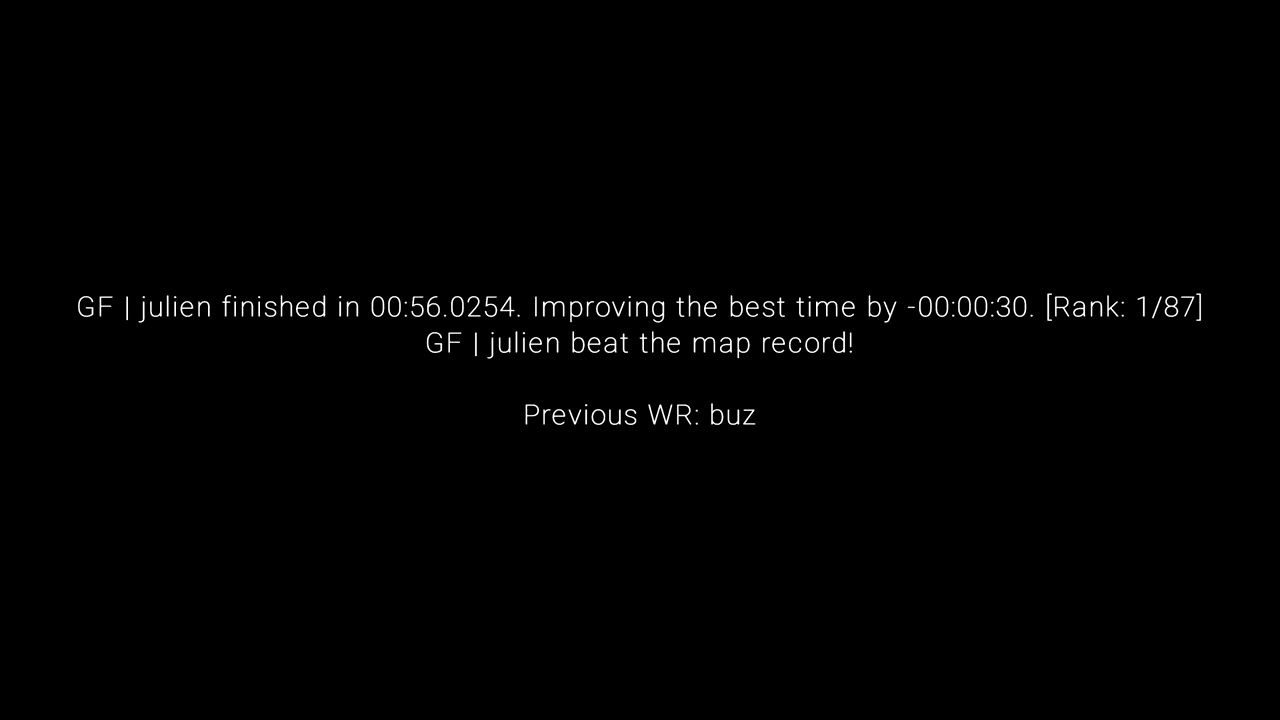 GF | julien finished in 00:56.0254. Improving the best time by -00:00:30. [Rank: 1/87]
GF | julien beat the map record!
Previous WR: buz